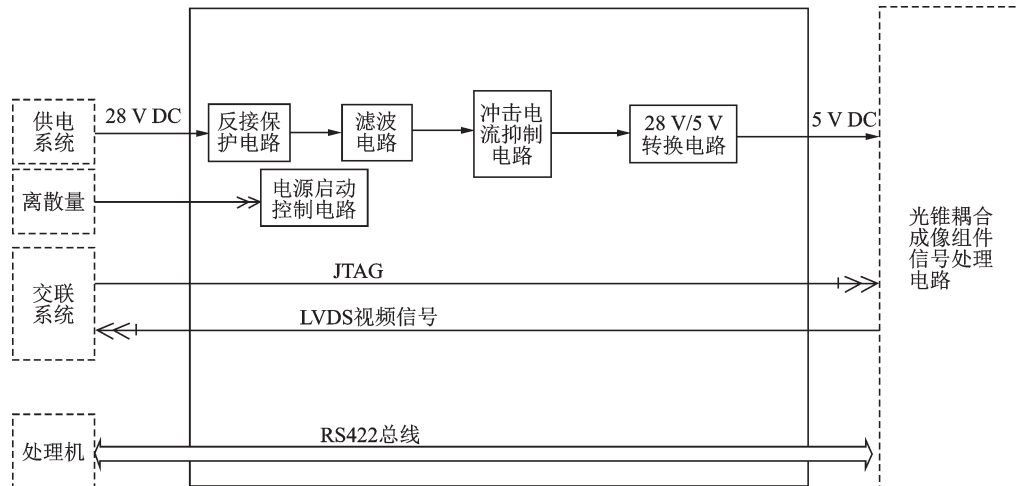 供电
系统
28 V DC
反接保
护电路
滤波
电路
冲击电
流抑制
电路
28 V/5 V
转换电路
5 V DC
离散量
电源启动
控制电路
光锥耦合
成像组件
信号处理
电路
交联
系统
JTAG
LVDS视频信号
处理机
RS422总线